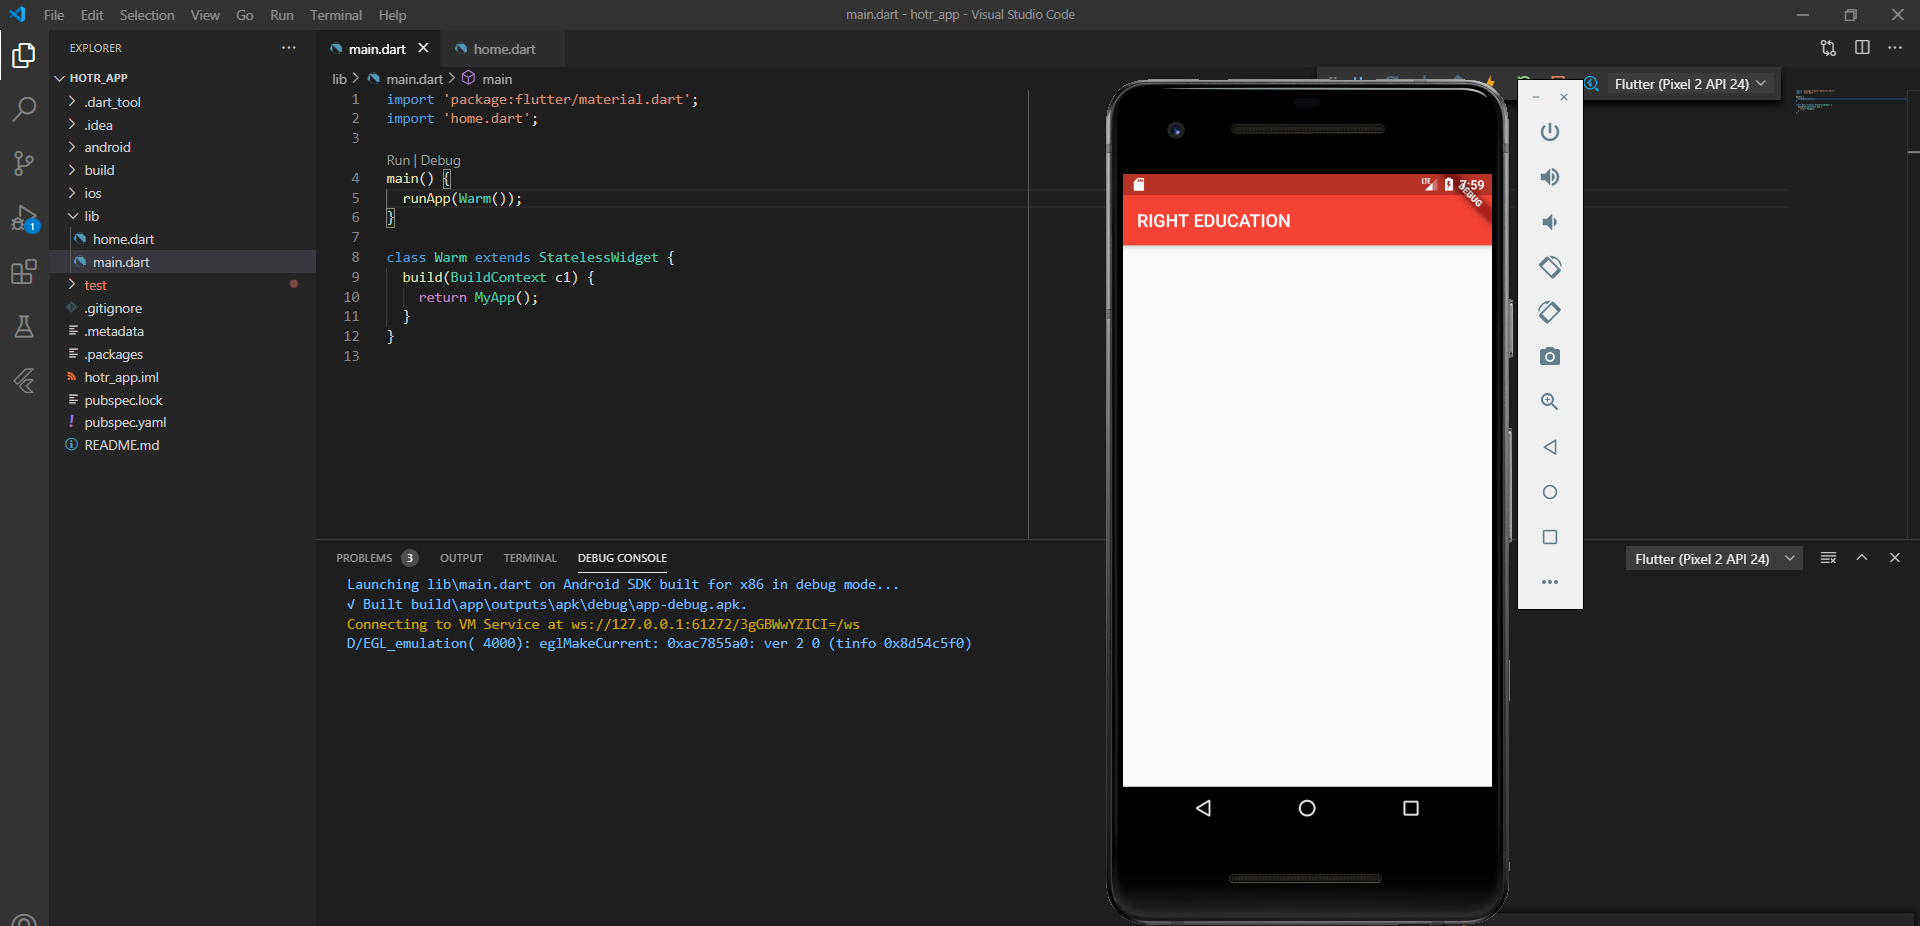 File Edit Selection View Go Run Terminal Help
main.dart - hotr_app - Visual Studio Code
EXPLORER
HOTR_APP
.dart_tool
.idea
android
build
ios
lib
home.dart
main.dart
test
.gitignore
.metadata
.packages
hotr_app.iml
pubspec.lock
pubspec.yaml
README.md
1
main.dart
home.dart
lib > main.dart > main
1 import 'package:flutter/material.dart';
2 import 'home.dart';
3
Run | Debug
4 main() {
5 runApp(Warm());
6 }
7
8 class Warm extends StatelessWidget {
9 build(BuildContext c1) {
10 return MyApp();
11 }
12 }
13
Flutter (Pixel 2 API 24)
LTE 7:59
DEBUG
RIGHT EDUCATION
PROBLEMS 3 OUTPUT TERMINAL DEBUG CONSOLE
Flutter (Pixel 2 API 24)
Launching lib\main.dart on Android SDK built for x86 in debug mode...
√ Built build\app\outputs\apk\debug\app-debug.apk.
Connecting to VM Service at ws://127.0.0.1:61272/3gGBWwYZICI=/ws
D/EGL_emulation( 4000): eglMakeCurrent: 0xac7855a0: ver 2 0 (tinfo 0x8d54c5f0)